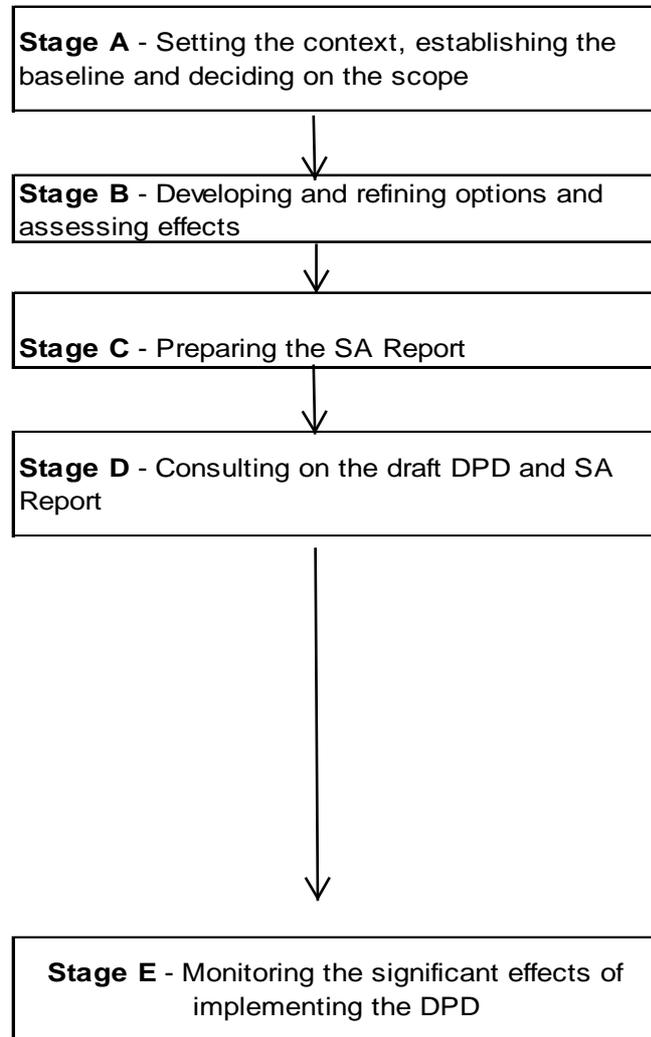 Stage A - Setting the context, establishing the
baseline and deciding on the scope
Stage B - Developing and refining options and
assessing effects
Stage C - Preparing the SA Report
Stage D - Consulting on the draft DPD and SA
Report
Stage E - Monitoring the significant effects of
implementing the DPD